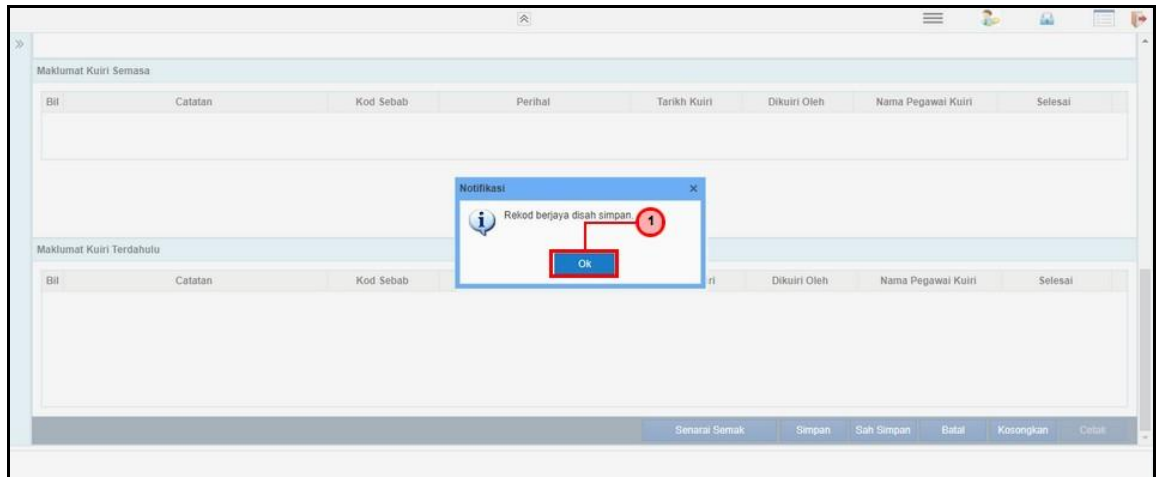 Maklumat Kuiri Semasa
Bil Catatan Kod Sebab Perihal Tarikh Kuiri Dikuiri Oleh Nama Pegawai Kuiri Selesai
Notifikasi
Rekod berjaya disah simpan.
1
Ok
Maklumat Kuiri Terdahulu
Bil Catatan Kod Sebab ri Dikuiri Oleh Nama Pegawai Kuiri Selesai
Senarai Semak Simpan Sah Simpan Batal Kosongkan Cetak